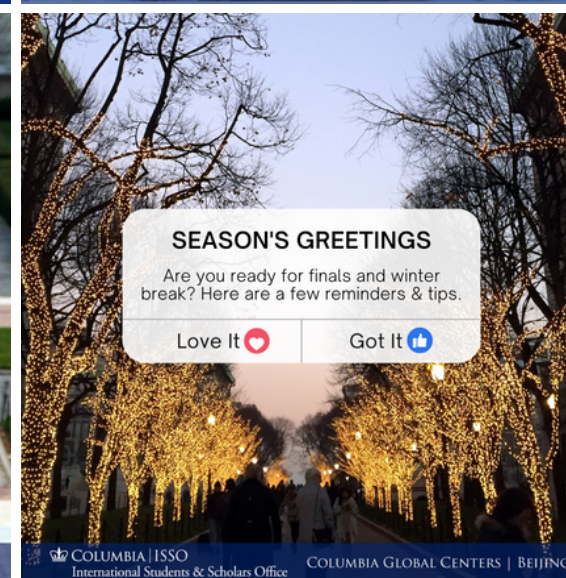 SEASON'S GREETINGS
Are you ready for finals and winter
break? Here are a few reminders & tips.
Love It
Got It
COLUMBIA | ISSO
International Students & Scholars Office
COLUMBIA GLOBAL CENTERS | BEIJING